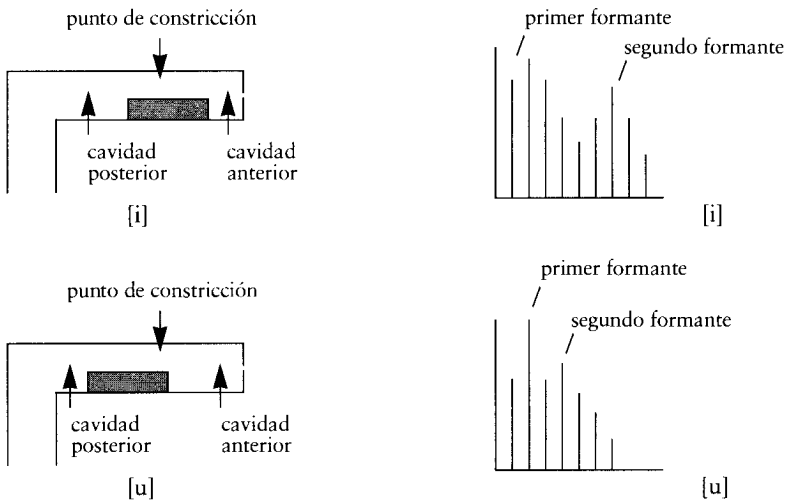 punto de constricción
cavidad
posterior
cavidad
anterior
[i]
primer formante
segundo formante
[i]
punto de constricción
cavidad
posterior
cavidad
anterior
[u]
primer formante
segundo formante
[u]